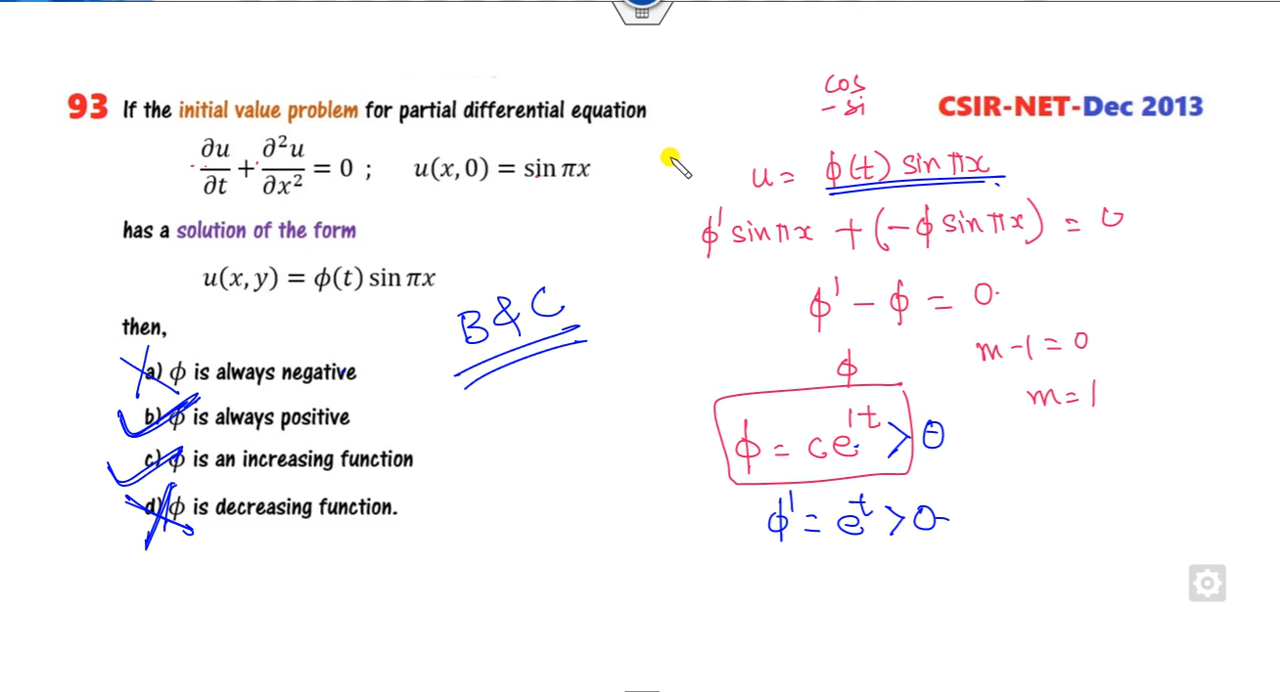 93 If the initial value problem for partial differential equation
∂u/∂t + ∂²u/∂x² = 0 ; u(x, 0) = sin πx
has a solution of the form
u(x, y) = ϕ(t) sin πx
then,
a) ϕ is always negative
b) ϕ is always positive
c) ϕ is an increasing function
d) ϕ is decreasing function.
B & C
cos
- si
CSIR-NET-Dec 2013
u = ϕ(t) sin πx
ϕ' sin πx + (-ϕ sin πx) = 0
ϕ' - ϕ = 0.
m - 1 = 0
m = 1
ϕ
ϕ = ce^1t > 0
ϕ' = e^t > 0